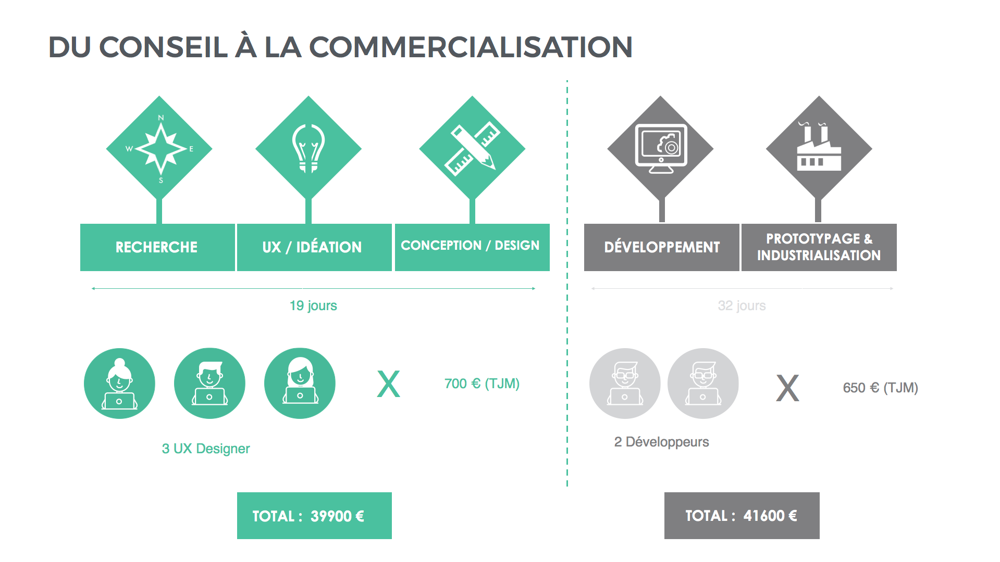 DU CONSEIL À LA COMMERCIALISATION
N
W E
S
RECHERCHE
UX / IDÉATION
CONCEPTION / DESIGN
DÉVELOPPEMENT
PROTOTYPAGE &
INDUSTRIALISATION
19 jours
32 jours
X
700 € (TJM)
X
650 € (TJM)
3 UX Designer
2 Développeurs
TOTAL : 39900 €
TOTAL : 41600 €